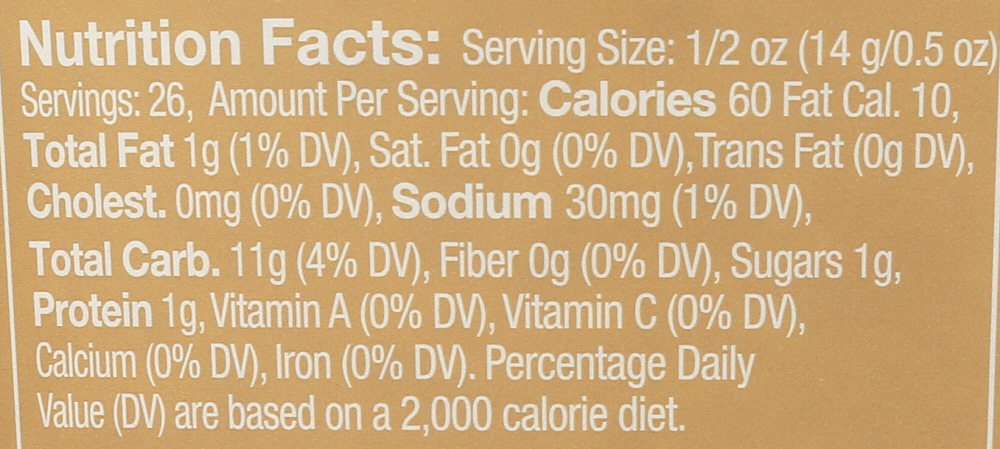 Nutrition Facts: Serving Size: 1/2 oz (14 g/0.5 oz)
Servings: 26, Amount Per Serving: Calories 60 Fat Cal. 10,
Total Fat 1g (1% DV), Sat. Fat 0g (0% DV), Trans Fat (0g DV),
Cholest. 0mg (0% DV), Sodium 30mg (1% DV),
Total Carb. 11g (4% DV), Fiber 0g (0% DV), Sugars 1g,
Protein 1g, Vitamin A (0% DV), Vitamin C (0% DV),
Calcium (0% DV), Iron (0% DV). Percentage Daily
Value (DV) are based on a 2,000 calorie diet.